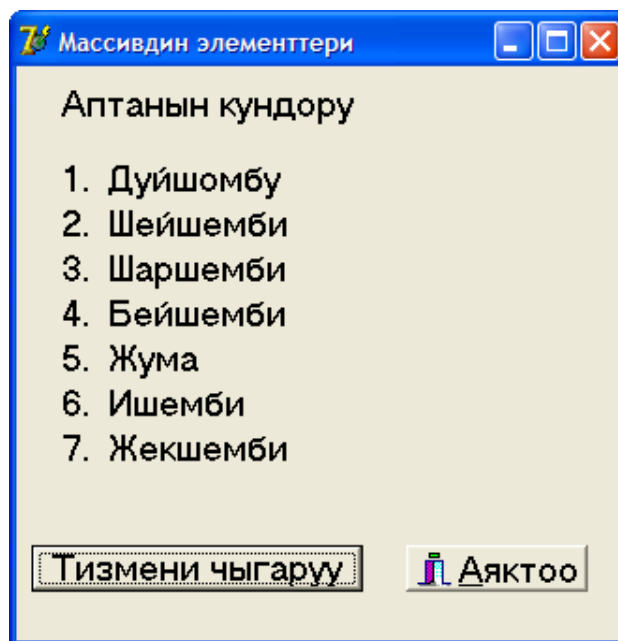 Массивдин элементтери
Аптанын кундору
1. Дуйшомбу
2. Шейшемби
3. Шаршемби
4. Бейшемби
5. Жума
6. Ишемби
7. Жекшемби
Тизмени чыгаруу
Аяктоо